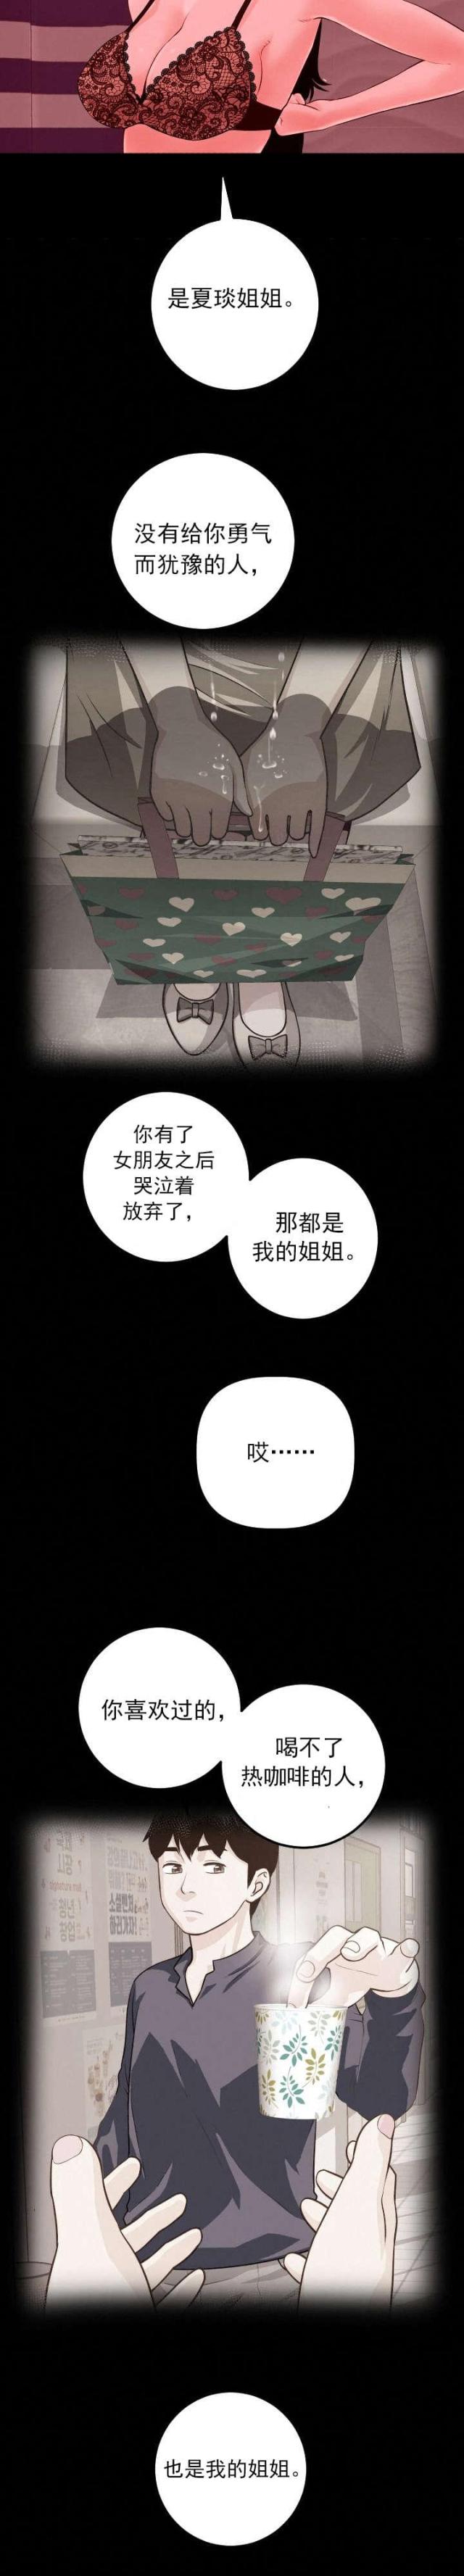 是夏琰姐姐。
没有给你勇气
而犹豫的人，
你有了
女朋友之后
哭泣着
放弃了，
那都是
我的姐姐。
哎……
你喜欢过的，
喝不了
热咖啡的人，
也是我的姐姐。